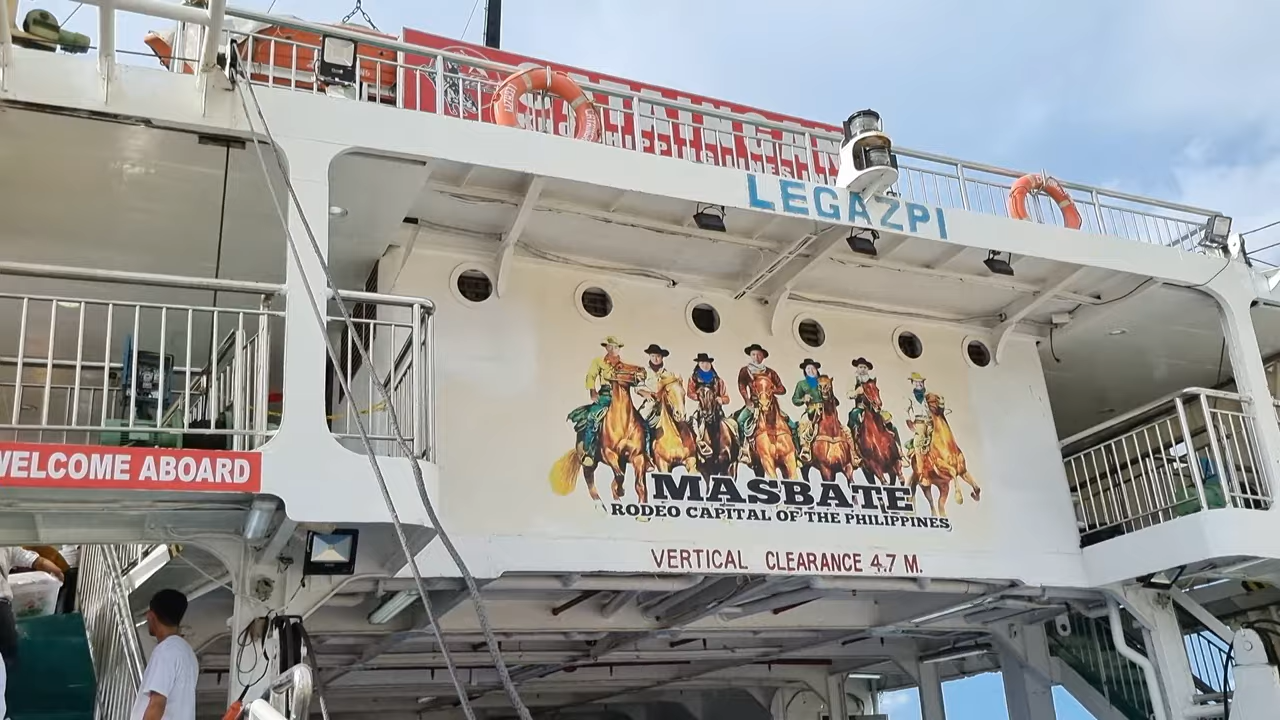 LEGAZPI
WELCOME ABOARD
MASBATE
RODEO CAPITAL OF THE PHILIPPINES
VERTICAL CLEARANCE 4.7 M.